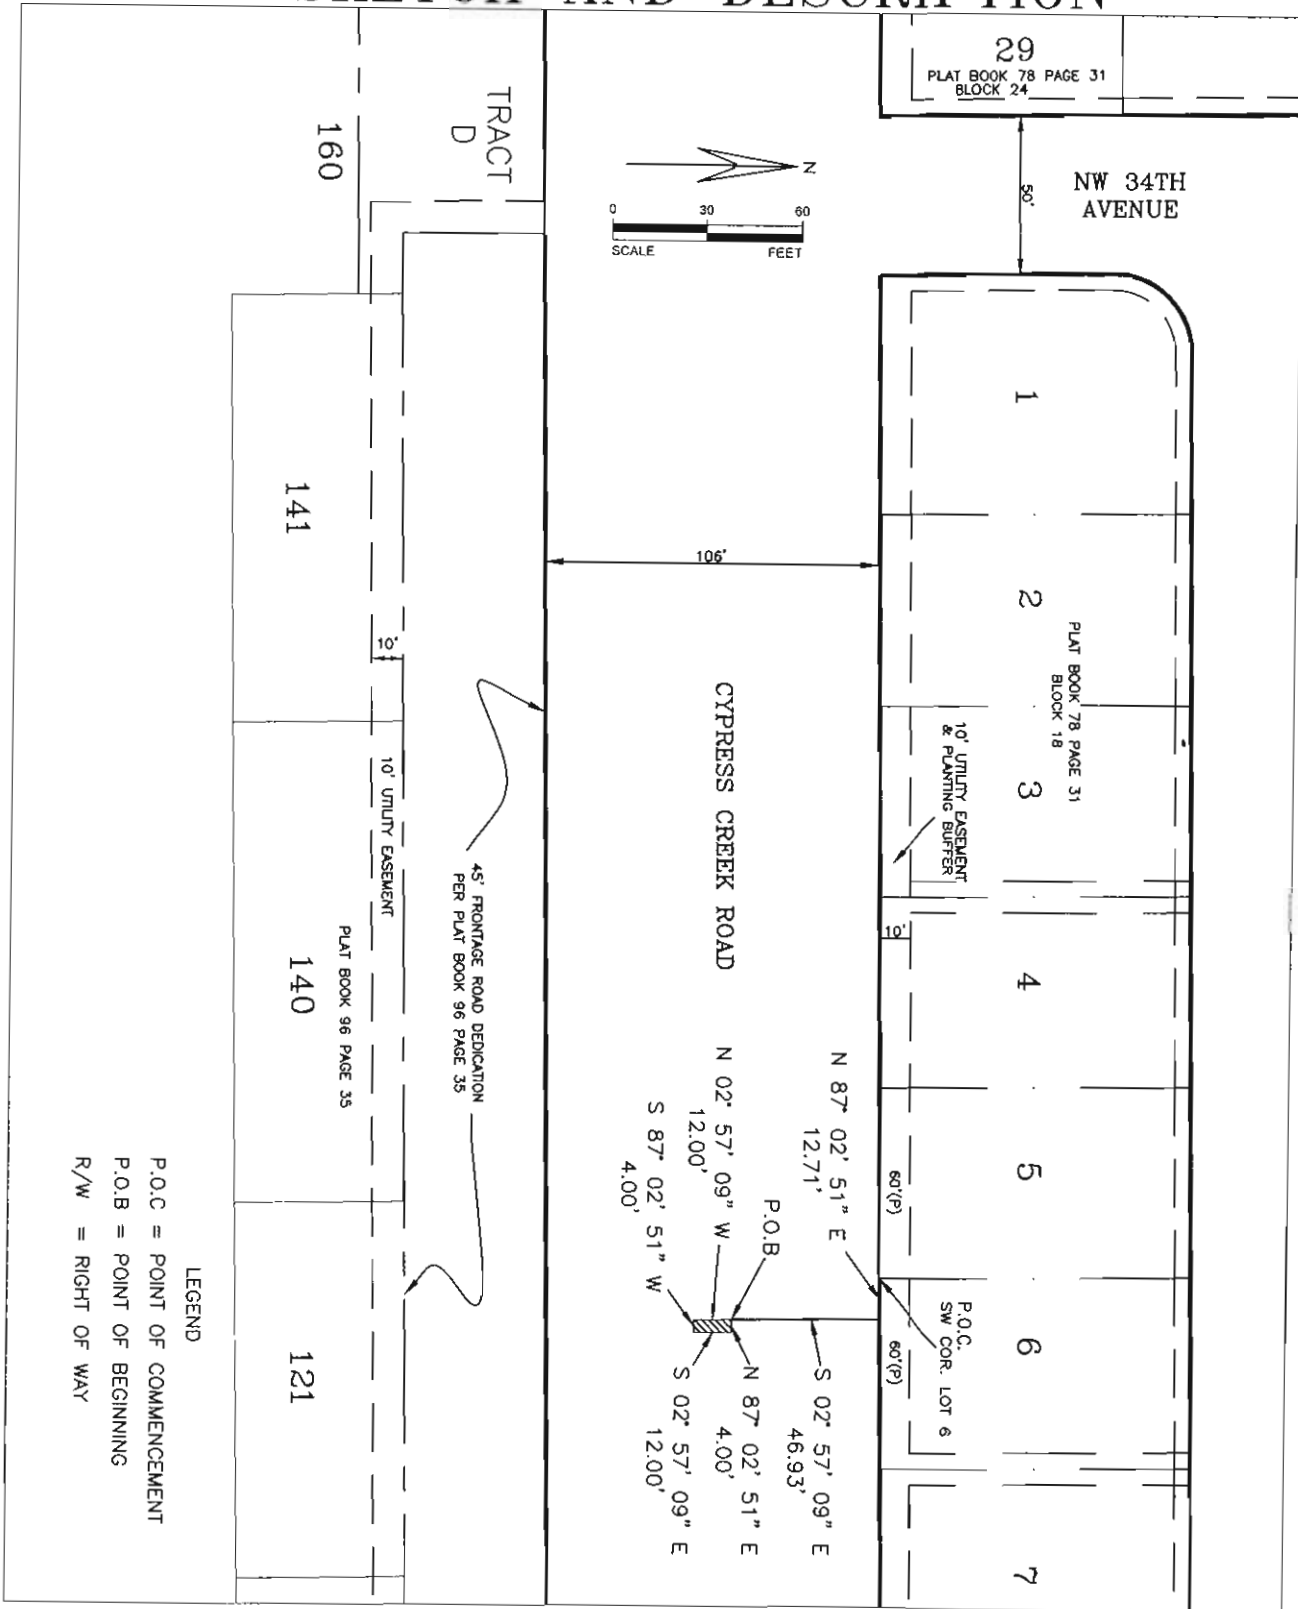 SKETCH AND DESCRIPTION
29
PLAT BOOK 78 PAGE 31
BLOCK 24
NW 34TH
AVENUE
50'
TRACT
D
160
N
0 30 60
SCALE FEET
1
2
3
4
5
6
7
PLAT BOOK 78 PAGE 31
BLOCK 18
10' UTILITY EASEMENT
& PLANTING BUFFER
10'
60'(P)
60'(P)
P.O.C.
SW COR. LOT 6
106'
CYPRESS CREEK ROAD
N 87° 02' 51" E
12.71'
P.O.B
N 02° 57' 09" W
12.00'
S 87° 02' 51" W
4.00'
S 02° 57' 09" E
46.93'
N 87° 02' 51" E
4.00'
S 02° 57' 09" E
12.00'
45' FRONTAGE ROAD DEDICATION
PER PLAT BOOK 96 PAGE 35
10'
10' UTILITY EASEMENT
PLAT BOOK 96 PAGE 35
141
140
121
LEGEND
P.O.C = POINT OF COMMENCEMENT
P.O.B = POINT OF BEGINNING
R/W = RIGHT OF WAY